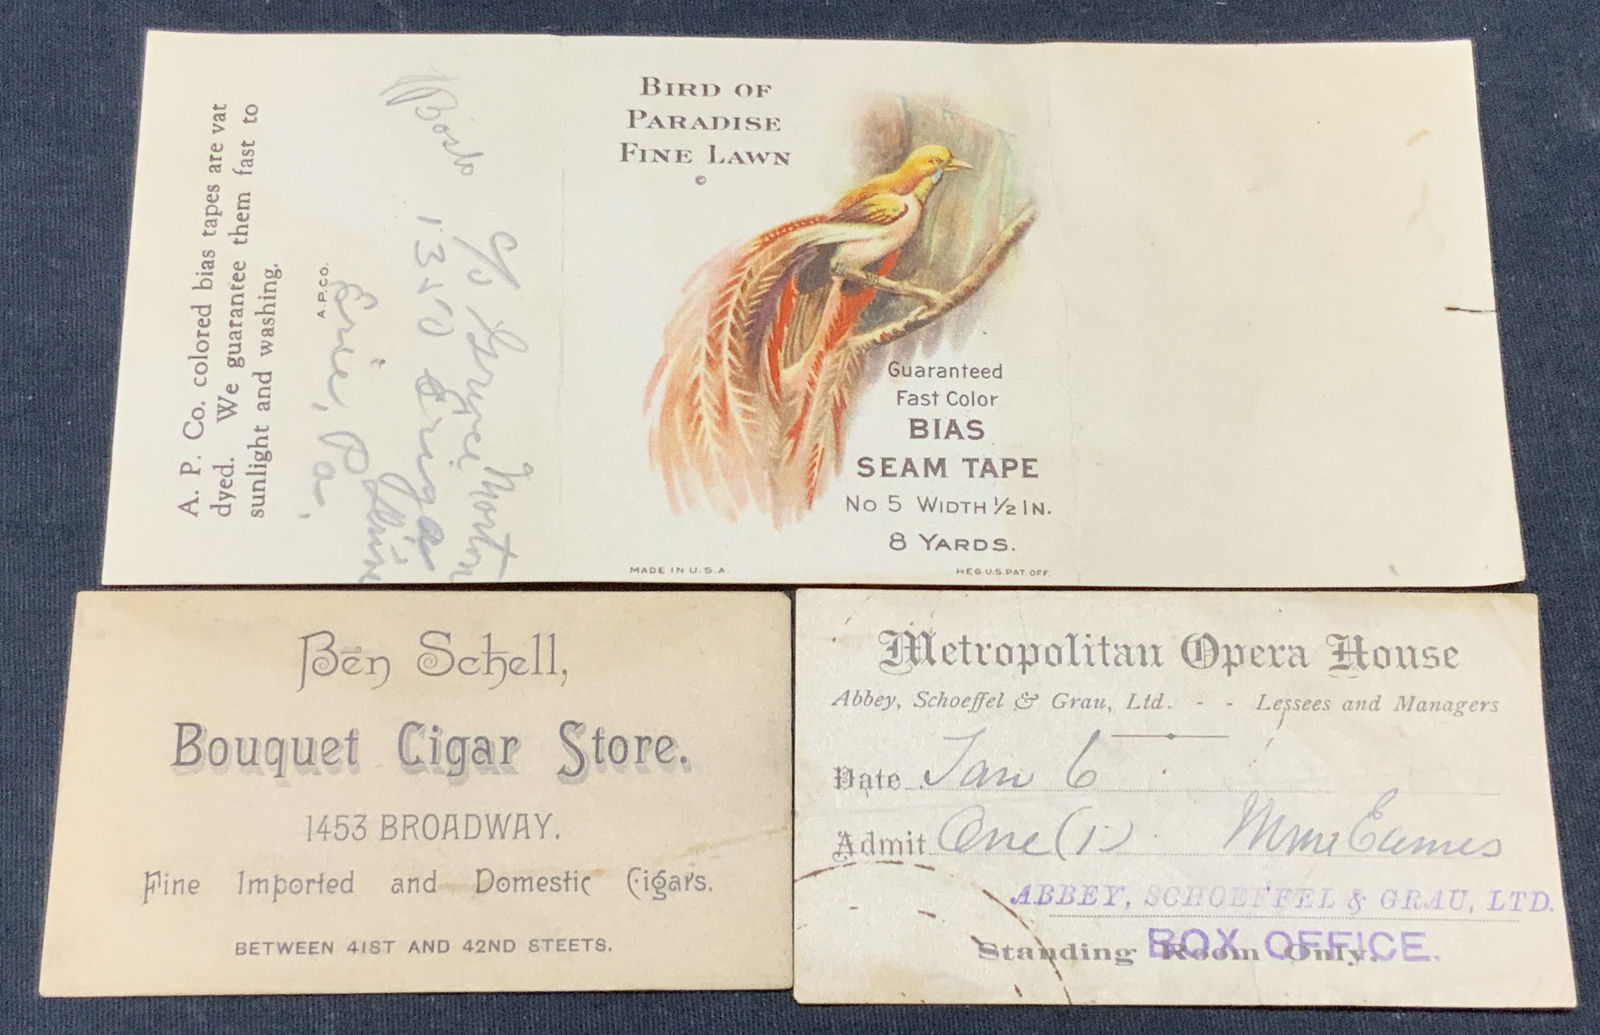 A. P. Co. colored bias tapes are vat
dyed. We guarantee them fast to
sunlight and washing.
A.P.CO.
Erie, Pa.
BIRD OF
PARADISE
FINE LAWN
©
Guaranteed
Fast Color
BIAS
SEAM TAPE
No. 5 WIDTH 1/2 IN.
8 YARDS.
MADE IN U.S.A.
REG.U.S.PAT.OFF.
Ben Schell,
Bouquet Cigar Store.
1453 BROADWAY.
Fine Imported and Domestic Cigars.
BETWEEN 41ST AND 42ND STEETS.
Metropolitan Opera House
Abbey, Schoeffel & Grau, Ltd. - - Lessees and Managers
Date Jan 6
Admit One (1) Mme Eames
ABBEY, SCHOEFFEL & GRAU, LTD.
BOX OFFICE.
Standing Room Only.